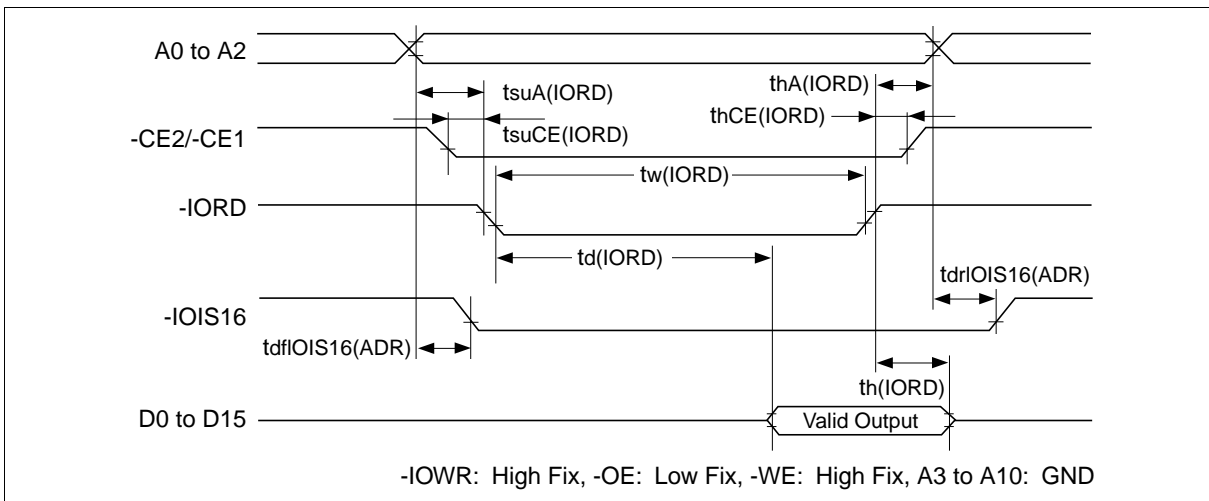 A0 to A2
tsuA(IORD)
thA(IORD)
-CE2/-CE1
tsuCE(IORD)
thCE(IORD)
tw(IORD)
-IORD
td(IORD)
tdrIOIS16(ADR)
-IOIS16
tdfIOIS16(ADR)
th(IORD)
D0 to D15
Valid Output
-IOWR: High Fix, -OE: Low Fix, -WE: High Fix, A3 to A10: GND